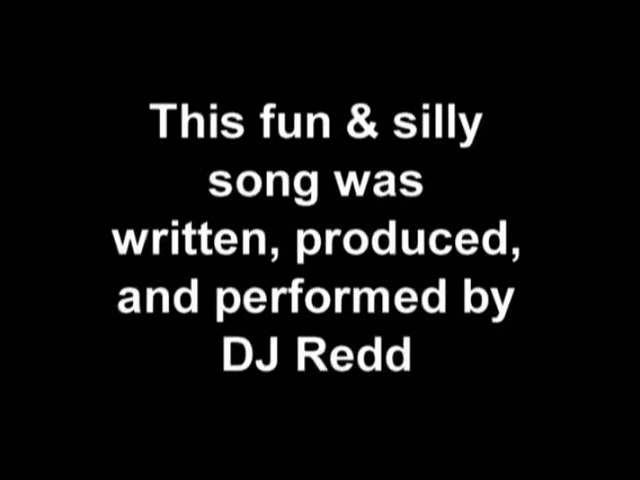 This fun & silly
song was
written, produced,
and performed by
DJ Redd